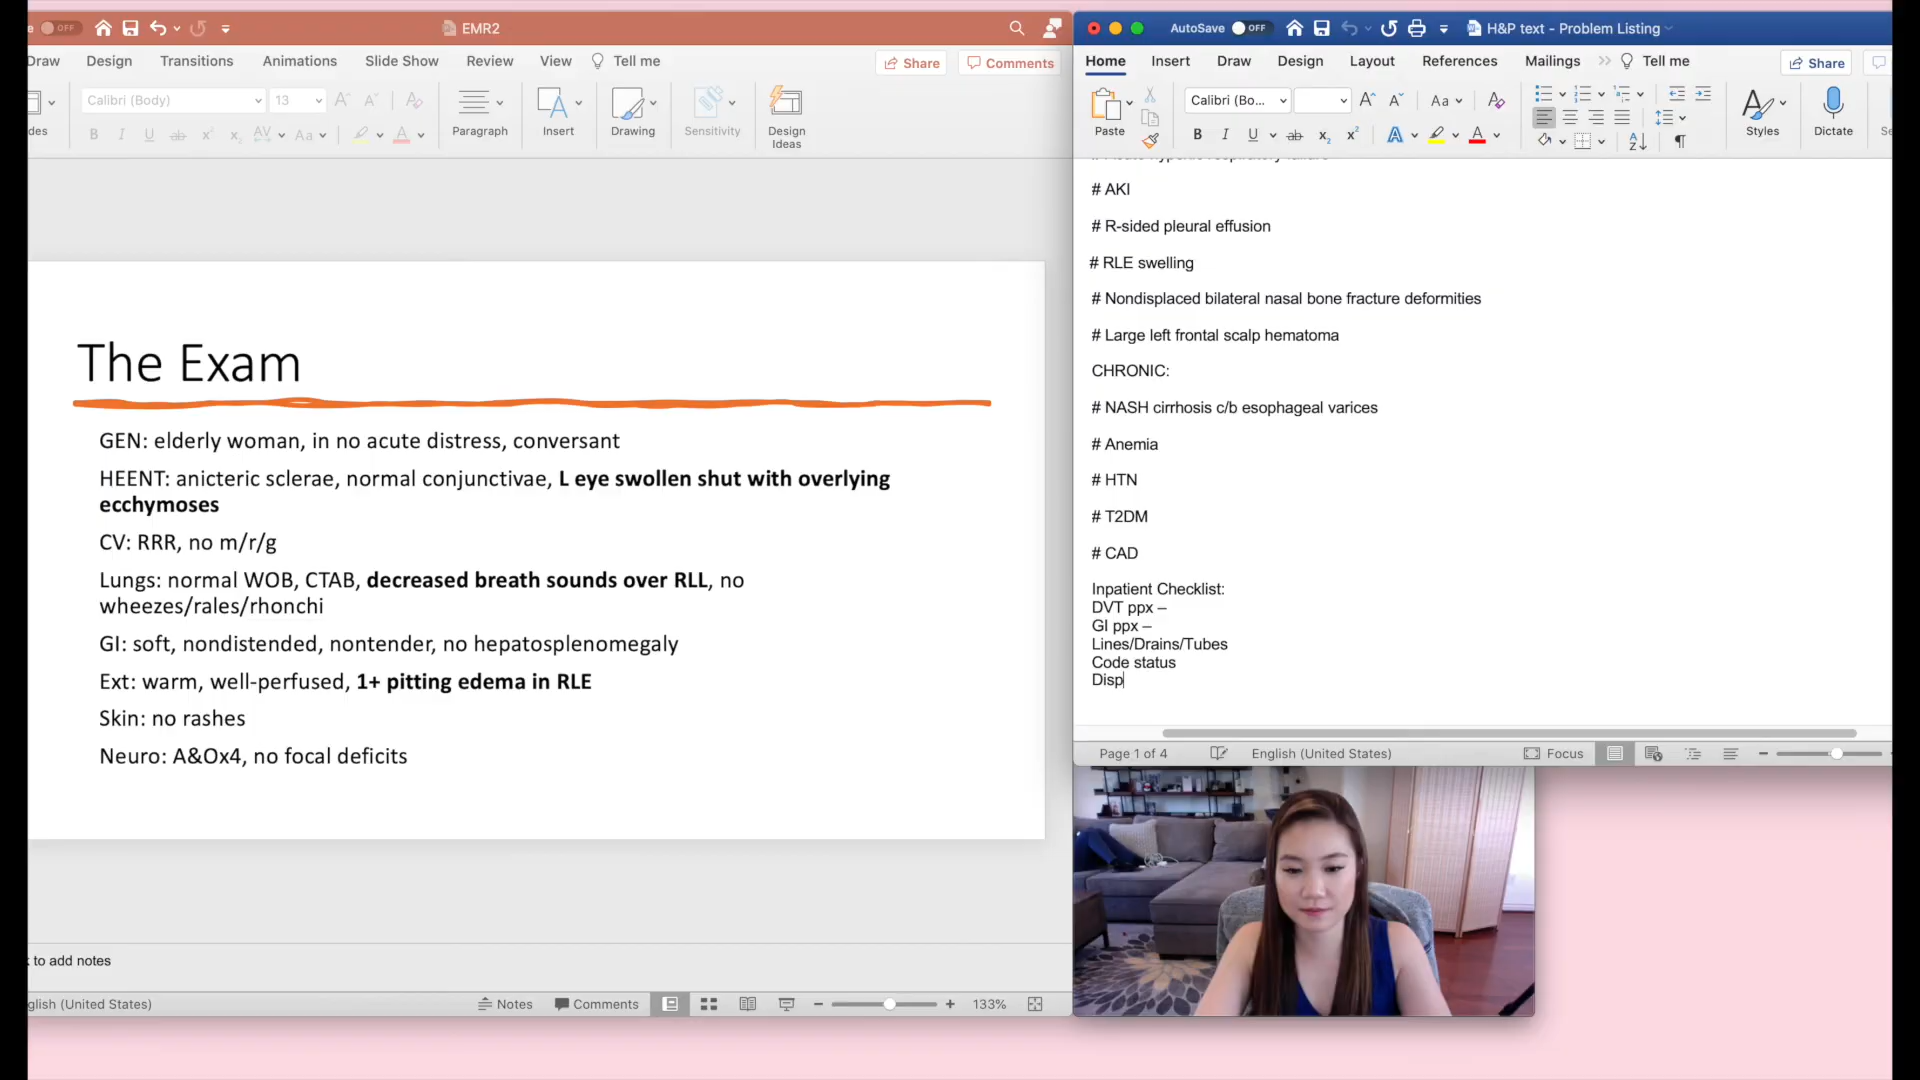 OFF
EMR2
Draw Design Transitions Animations Slide Show Review View Tell me
Share Comments
Calibri (Body) 13
Paragraph Insert Drawing Sensitivity Design
Ideas
The Exam
GEN: elderly woman, in no acute distress, conversant
HEENT: anicteric sclerae, normal conjunctivae, L eye swollen shut with overlying
ecchymoses
CV: RRR, no m/r/g
Lungs: normal WOB, CTAB, decreased breath sounds over RLL, no
wheezes/rales/rhonchi
GI: soft, nondistended, nontender, no hepatosplenomegaly
Ext: warm, well-perfused, 1+ pitting edema in RLE
Skin: no rashes
Neuro: A&Ox4, no focal deficits
to add notes
glish (United States)
Notes Comments 133%
AutoSave OFF H&P text - Problem Listing
Home Insert Draw Design Layout References Mailings Tell me
Share
Paste Calibri (Bo... Styles Dictate
# AKI
# R-sided pleural effusion
# RLE swelling
# Nondisplaced bilateral nasal bone fracture deformities
# Large left frontal scalp hematoma
CHRONIC:
# NASH cirrhosis c/b esophageal varices
# Anemia
# HTN
# T2DM
# CAD
Inpatient Checklist:
DVT ppx –
GI ppx –
Lines/Drains/Tubes
Code status
Disp
Page 1 of 4 English (United States) Focus